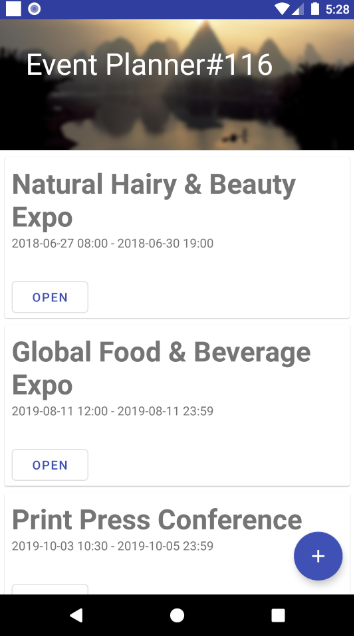 5:28
Event Planner#116
Natural Hairy & Beauty
Expo
2018-06-27 08:00 - 2018-06-30 19:00
OPEN
Global Food & Beverage
Expo
2019-08-11 12:00 - 2019-08-11 23:59
OPEN
Print Press Conference
2019-10-03 10:30 - 2019-10-05 23:59
+